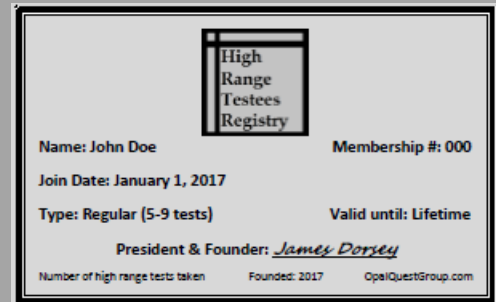 High
Range
Testees
Registry
Name: John Doe Membership #: 000
Join Date: January 1, 2017
Type: Regular (5-9 tests) Valid until: Lifetime
President & Founder: James Dorsey
Number of high range tests taken Founded: 2017 OpalQuestGroup.com